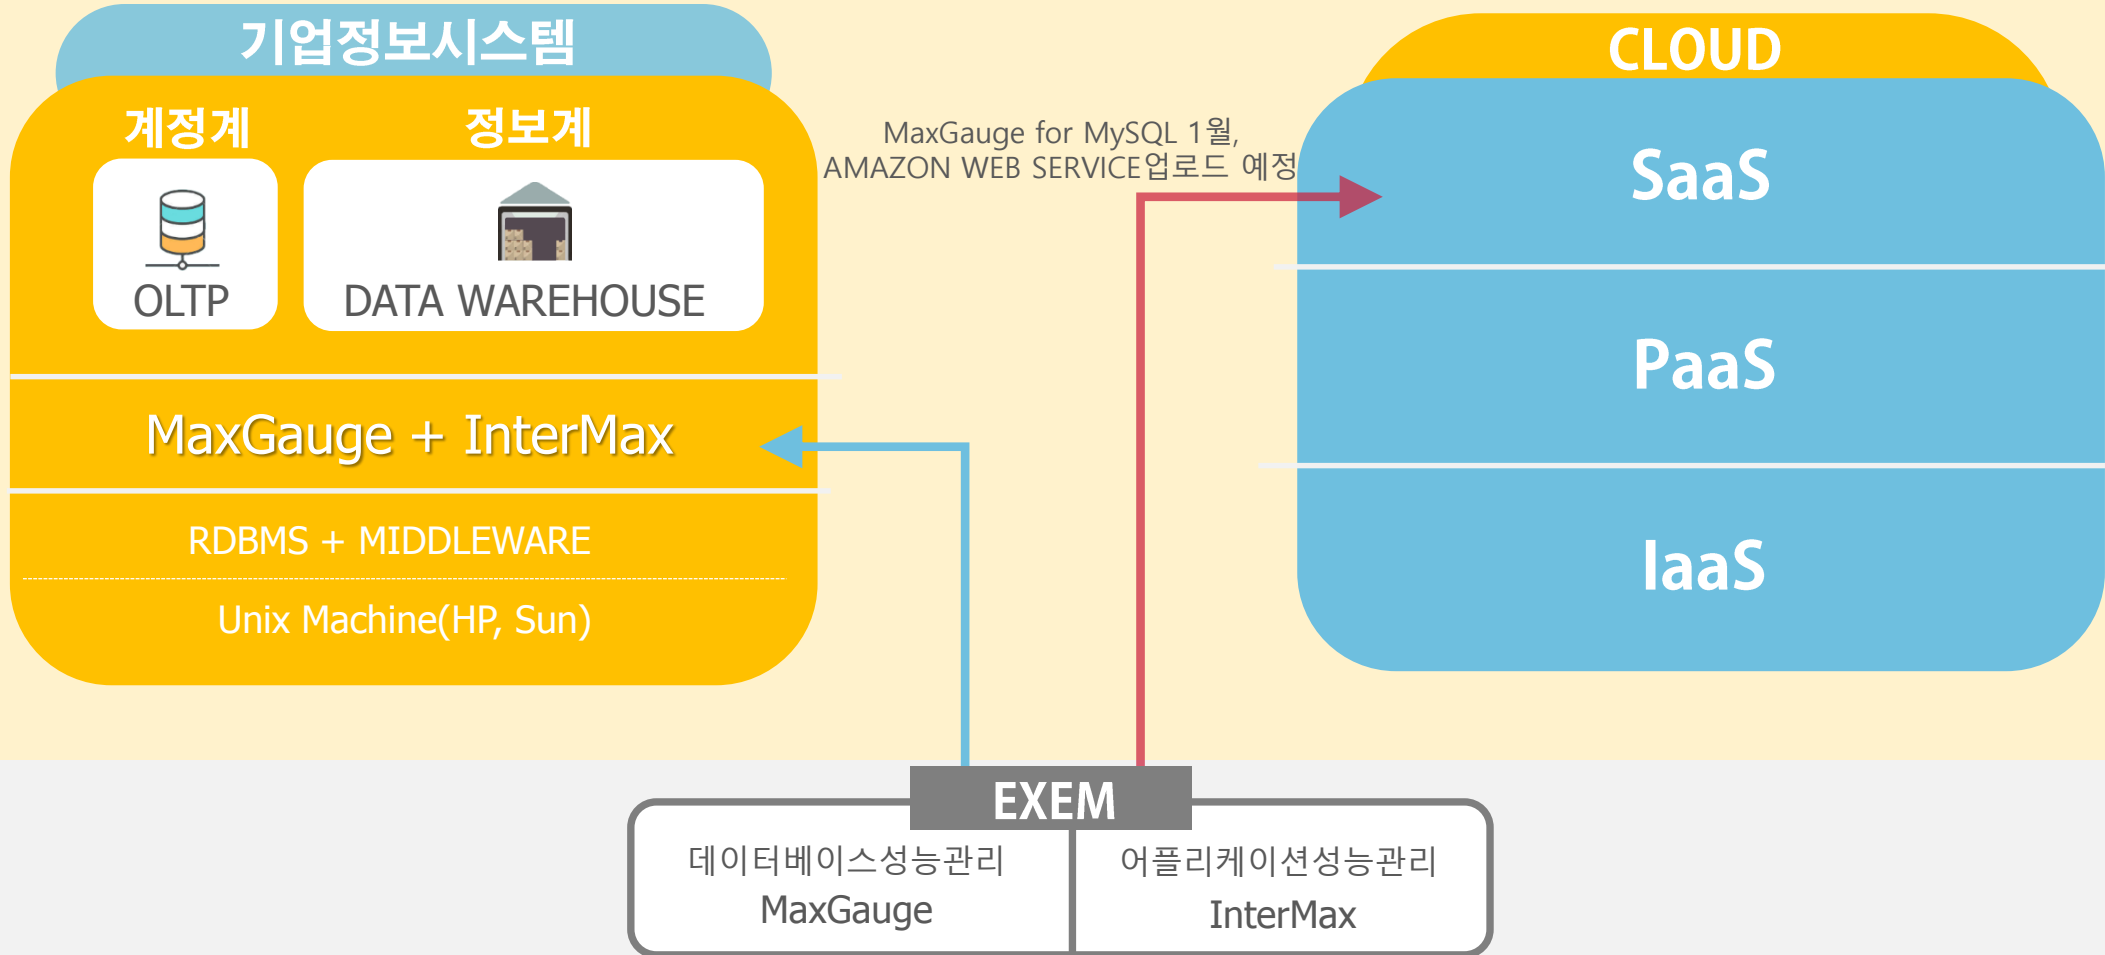 기업정보시스템
계정계
정보계
OLTP
DATA WAREHOUSE
MaxGauge + InterMax
RDBMS + MIDDLEWARE
Unix Machine(HP, Sun)
MaxGauge for MySQL 1월,
AMAZON WEB SERVICE업로드 예정
CLOUD
SaaS
PaaS
IaaS
EXEM
데이터베이스성능관리
MaxGauge
어플리케이션성능관리
InterMax